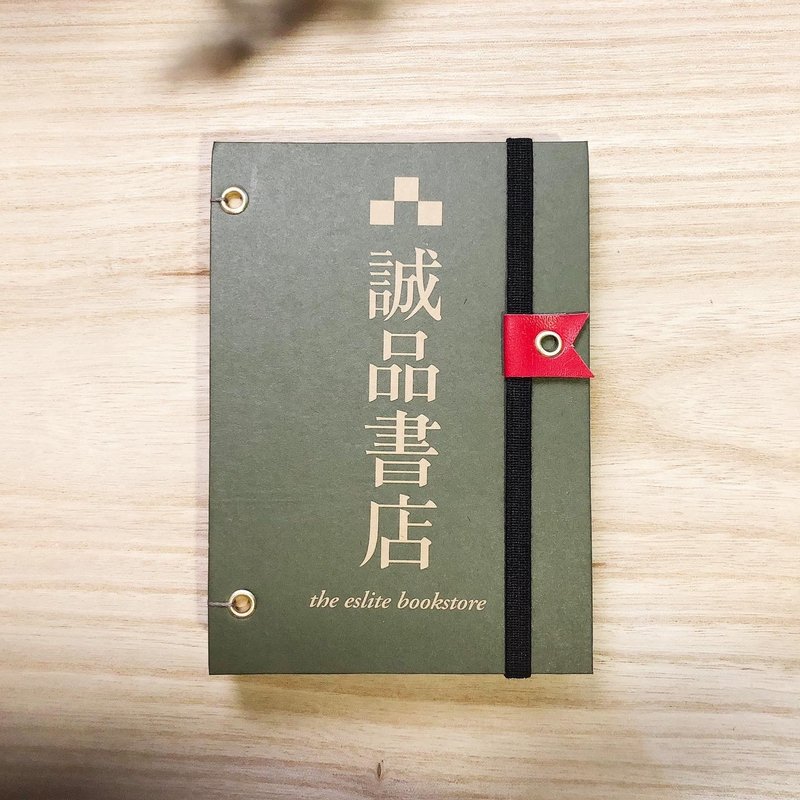 誠品書店
the eslite bookstore